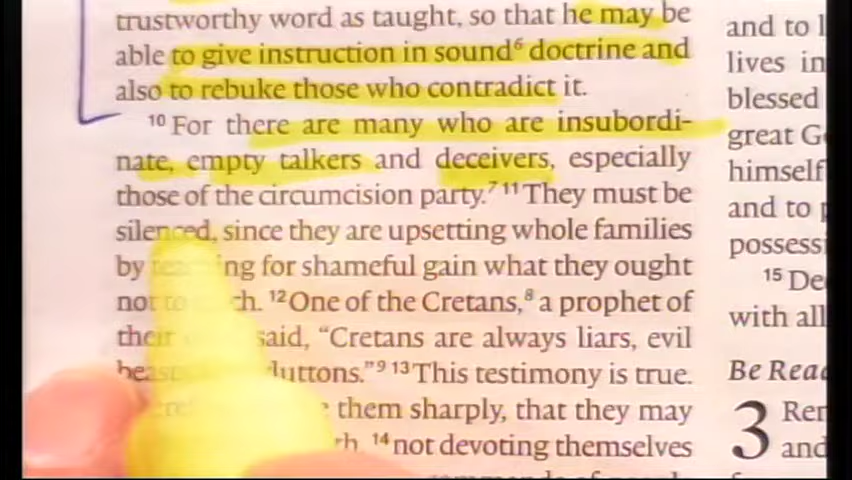 trustworthy word as taught, so that he may be
able to give instruction in sound⁶ doctrine and
also to rebuke those who contradict it.
¹⁰ For there are many who are insubordi-
nate, empty talkers and deceivers, especially
those of the circumcision party.⁷ ¹¹ They must be
silenced, since they are upsetting whole families
by ing for shameful gain what they ought
not to ch. ¹² One of the Cretans,⁸ a prophet of
their said, “Cretans are always liars, evil
luttons.”⁹ ¹³ This testimony is true.
them sharply, that they may
¹⁴ not devoting themselves
and to l
lives in
blessed
great G
himself
and to p
possessi
¹⁵ De
with all
Be Read
3 Rem
and